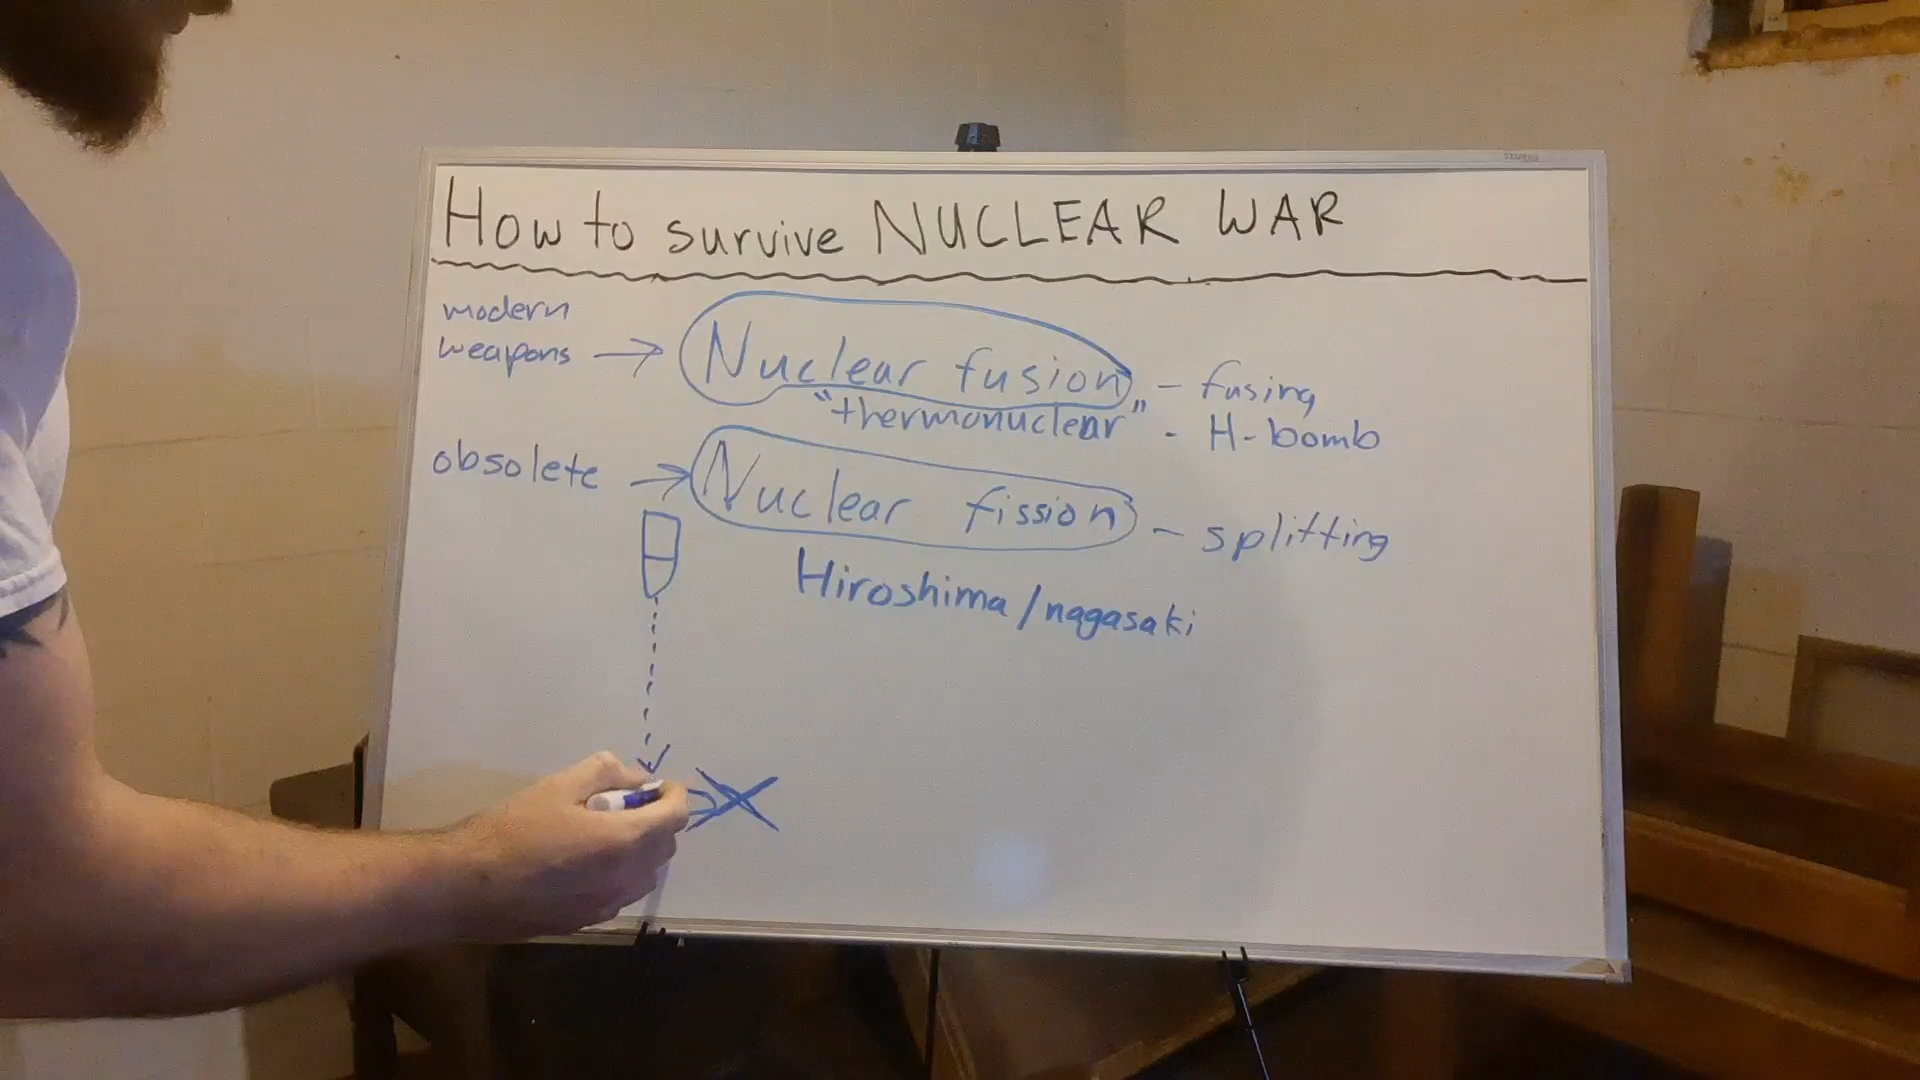 How to survive NUCLEAR WAR
modern
weapons → Nuclear fusion - fusing
"thermonuclear" - H-bomb
obsolete → Nuclear fission - splitting
Hiroshima/nagasaki